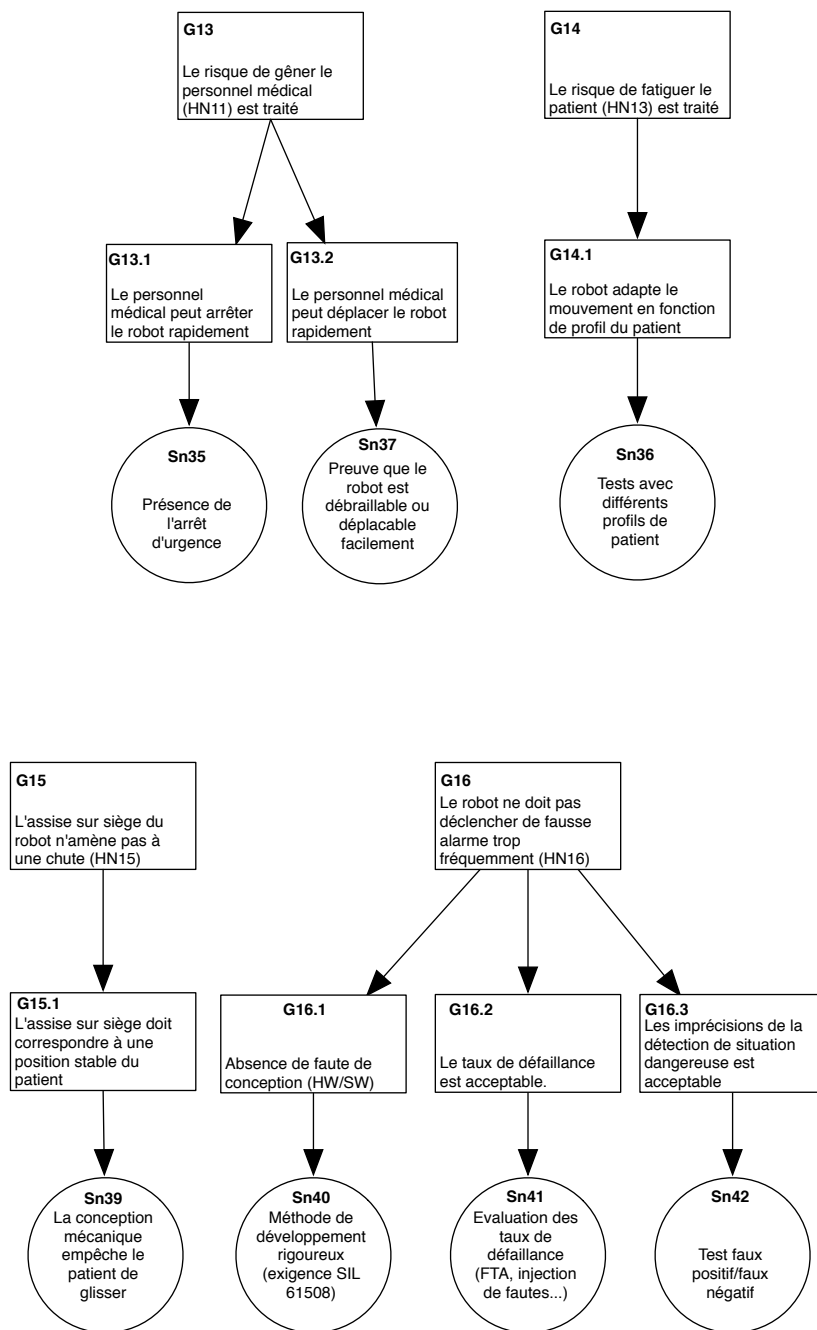 G13
Le risque de gêner le
personnel médical
(HN11) est traité
G14
Le risque de fatiguer le
patient (HN13) est traité
G13.1
Le personnel
médical peut arrêter
le robot rapidement
G13.2
Le personnel médical
peut déplacer le robot
rapidement
G14.1
Le robot adapte le
mouvement en fonction
de profil du patient
Sn35
Présence de
l'arrêt
d'urgence
Sn37
Preuve que le
robot est
débraillable ou
déplacable
facilement
Sn36
Tests avec
différents
profils de
patient
G15
L'assise sur siège du
robot n'amène pas à
une chute (HN15)
G16
Le robot ne doit pas
déclencher de fausse
alarme trop
fréquemment (HN16)
G15.1
L'assise sur siège doit
correspondre à une
position stable du
patient
G16.1
Absence de faute de
conception (HW/SW)
G16.2
Le taux de défaillance
est acceptable.
G16.3
Les imprécisions de la
détection de situation
dangereuse est
acceptable
Sn39
La conception
mécanique
empêche le
patient de
glisser
Sn40
Méthode de
développement
rigoureux
(exigence SIL
61508)
Sn41
Evaluation des
taux de
défaillance
(FTA, injection
de fautes...)
Sn42
Test faux
positif/faux
négatif